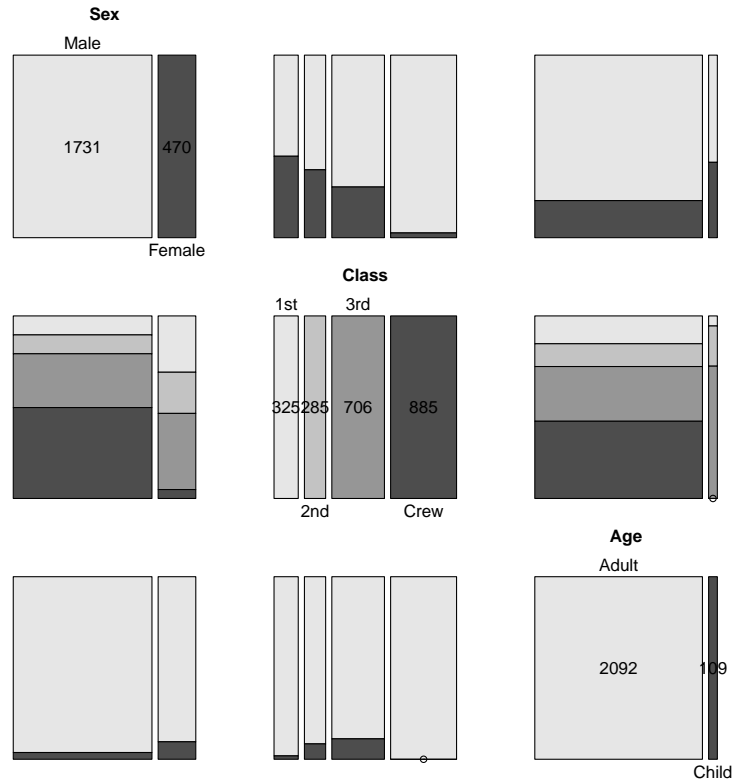 Sex
Male
1731 470
Female
Class
1st 3rd
325 285 706 885
2nd Crew
Age
Adult
2092 109
Child